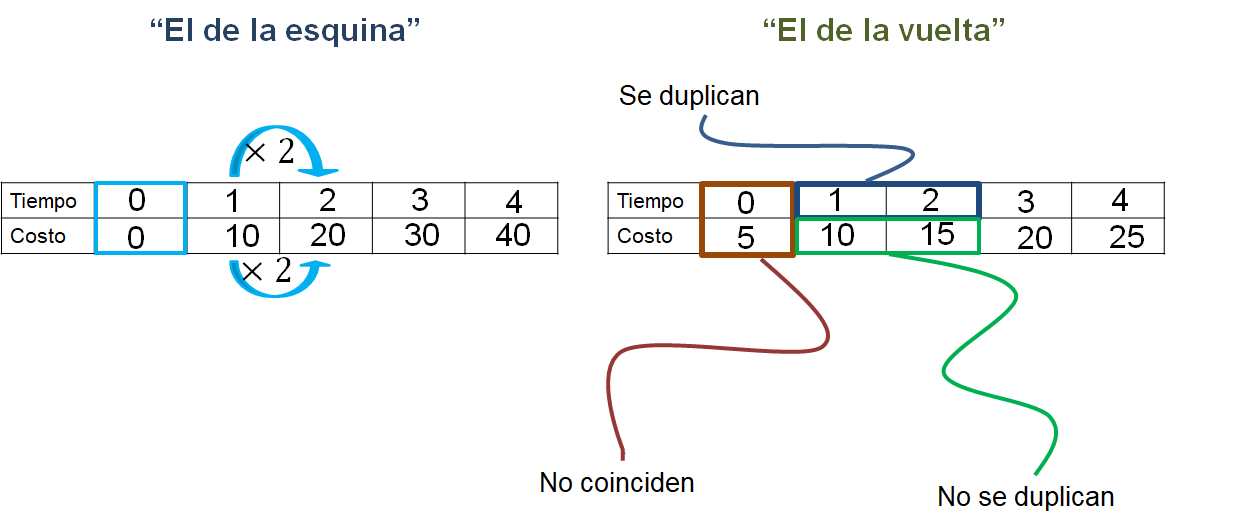 “El de la esquina”
“El de la vuelta”
Se duplican
× 2
Tiempo 0 1 2 3 4
Costo 0 10 20 30 40
× 2
Tiempo 0 1 2 3 4
Costo 5 10 15 20 25
No coinciden
No se duplican